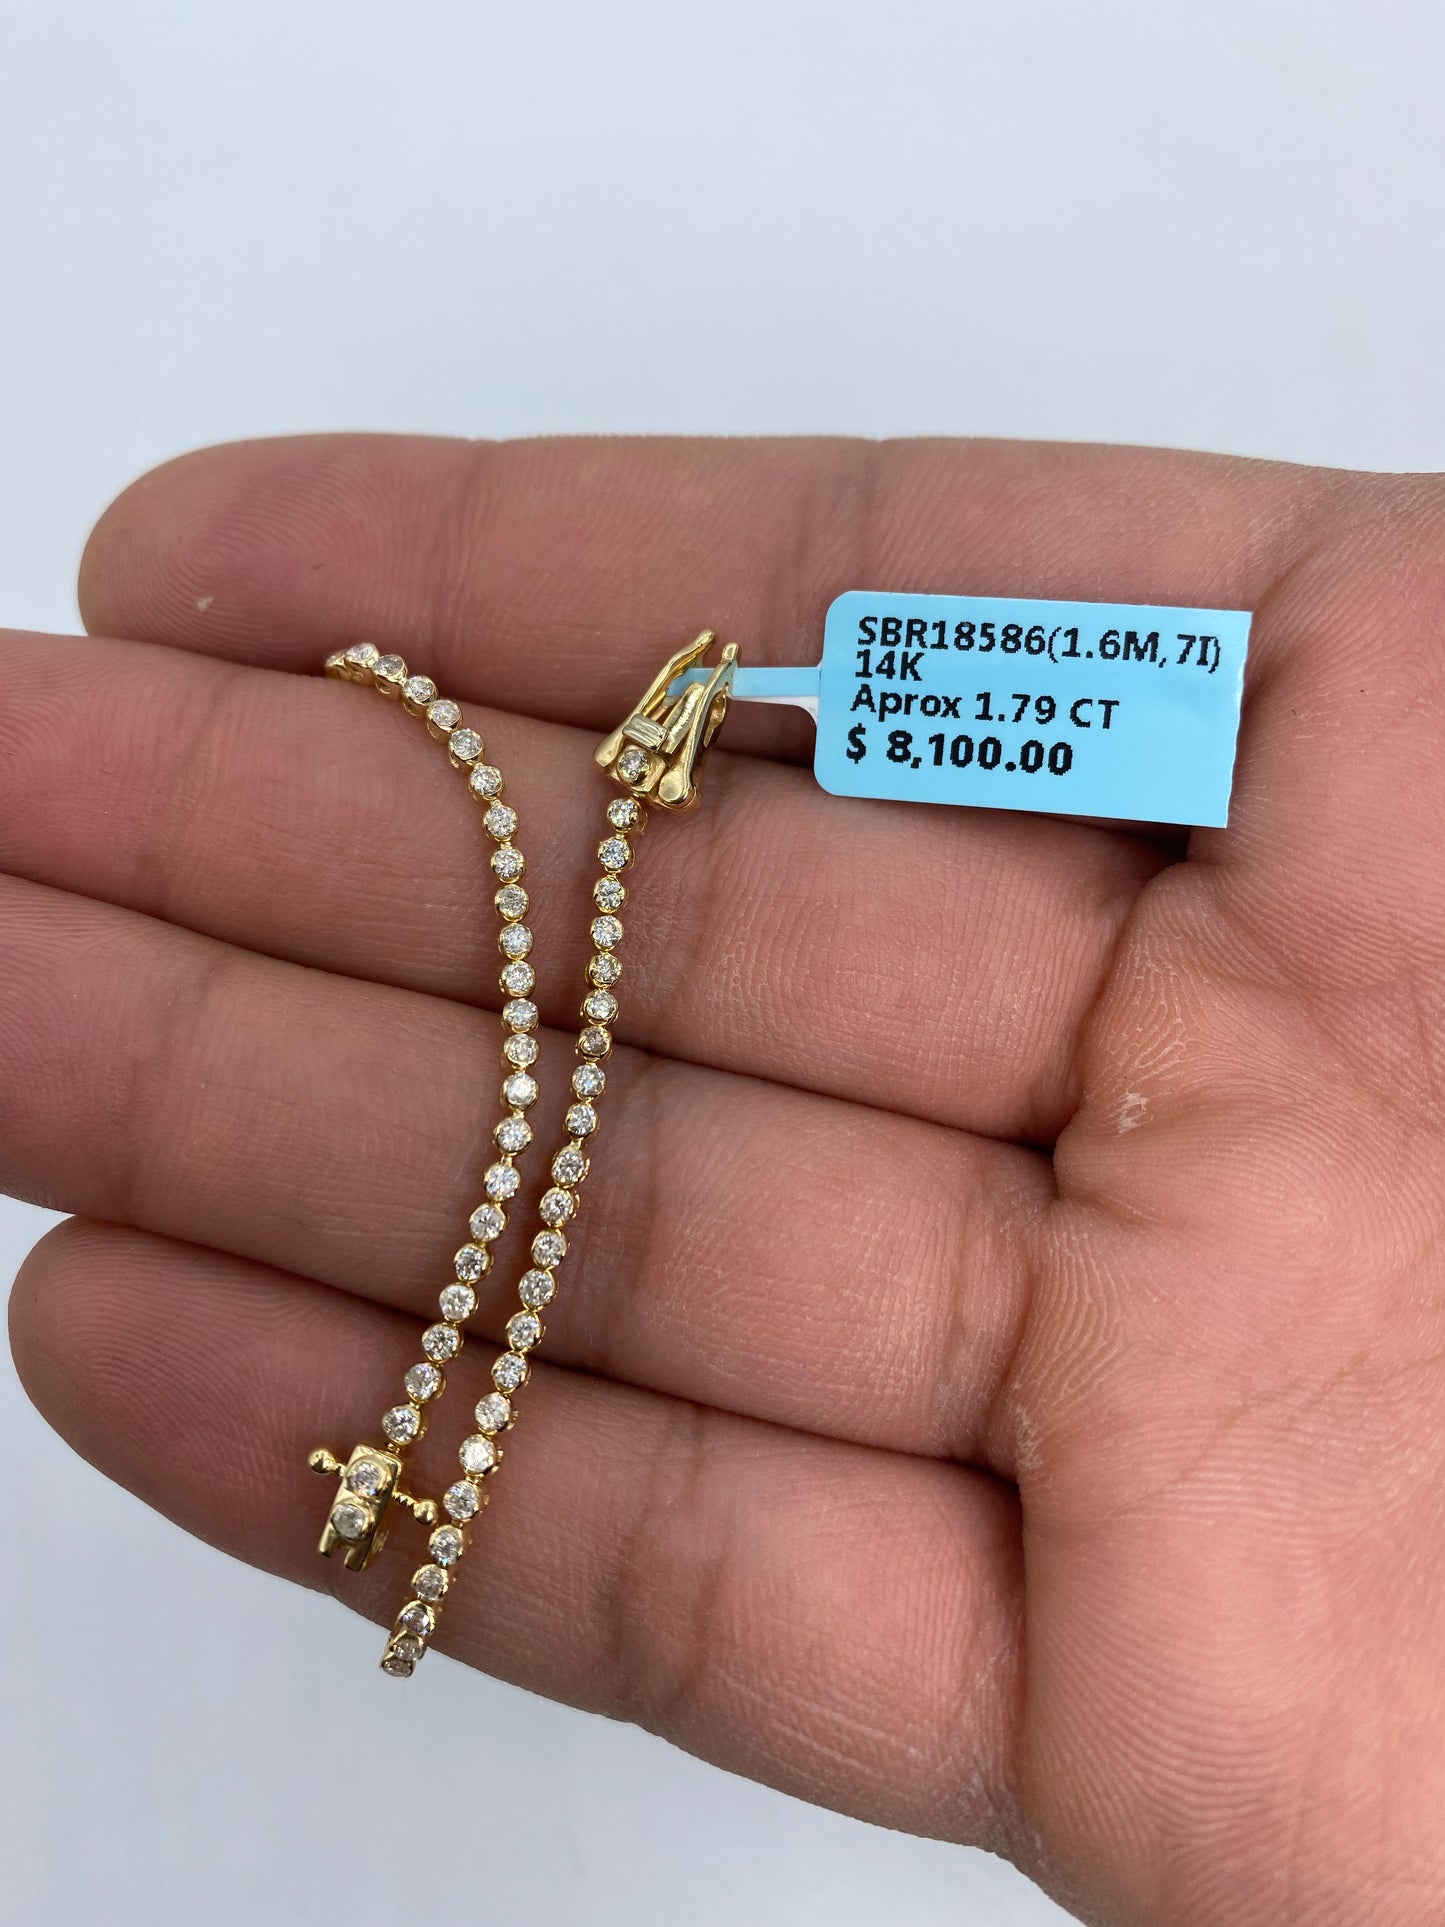 SBR18586(1.6M,7I)
14K
Aprox 1.79 CT
$ 8,100.00